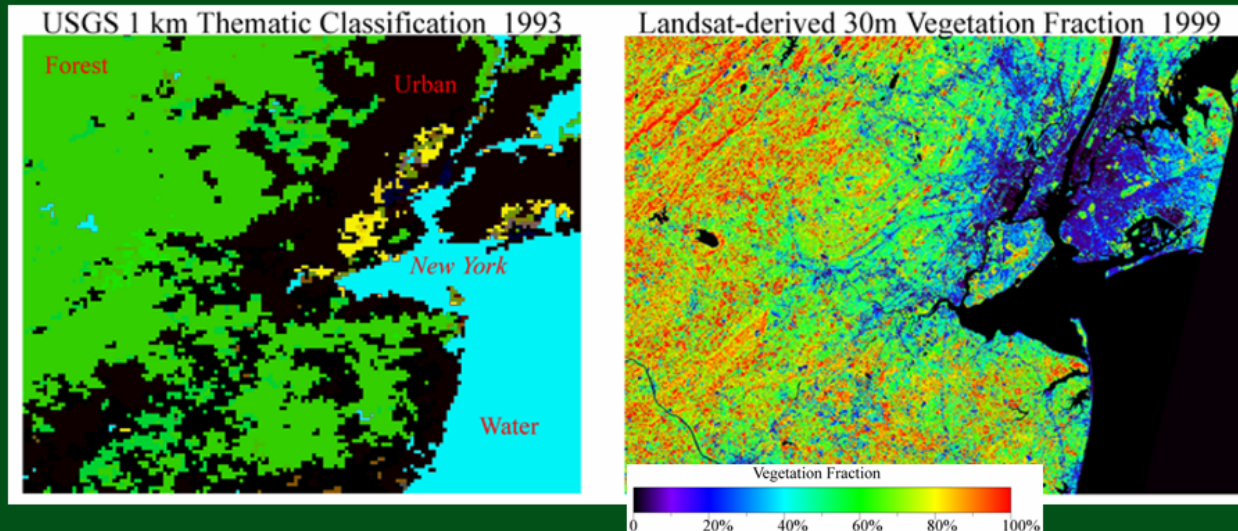 USGS 1 km Thematic Classification 1993
Landsat-derived 30m Vegetation Fraction 1999
Forest
Urban
New York
Water
Vegetation Fraction
0 20% 40% 60% 80% 100%